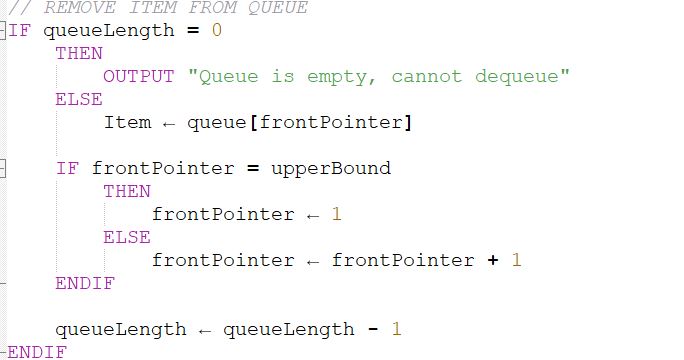 // REMOVE ITEM FROM QUEUE
IF queueLength = 0
THEN
OUTPUT "Queue is empty, cannot dequeue"
ELSE
Item ← queue[frontPointer]
IF frontPointer = upperBound
THEN
frontPointer ← 1
ELSE
frontPointer ← frontPointer + 1
ENDIF
queueLength ← queueLength - 1
ENDIF